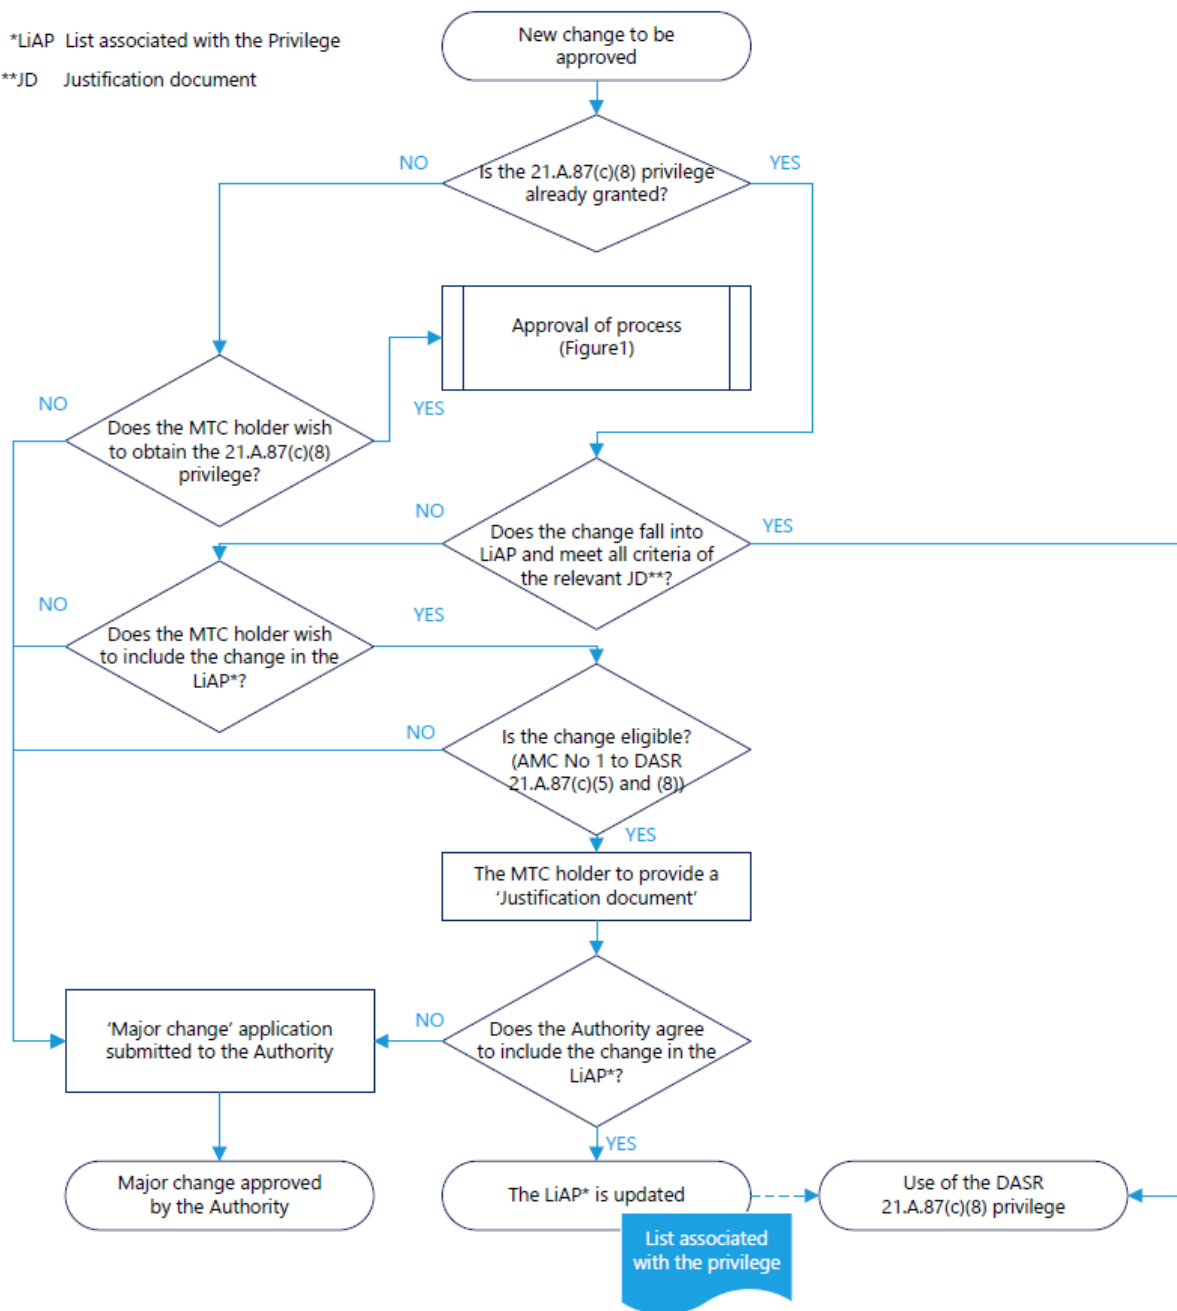 *LiAP List associated with the Privilege
**JD Justification document
New change to be
approved
NO
YES
Is the 21.A.87(c)(8) privilege
already granted?
Approval of process
(Figure1)
NO
YES
Does the MTC holder wish
to obtain the 21.A.87(c)(8)
privilege?
NO
YES
Does the change fall into
LiAP and meet all criteria of
the relevant JD**?
NO
YES
Does the MTC holder wish
to include the change in the
LiAP*?
NO
Is the change eligible?
(AMC No 1 to DASR
21.A.87(c)(5) and (8))
YES
The MTC holder to provide a
‘Justification document’
‘Major change’ application
submitted to the Authority
NO
Does the Authority agree
to include the change in the
LiAP*?
YES
Major change approved
by the Authority
The LiAP* is updated
Use of the DASR
21.A.87(c)(8) privilege
List associated
with the privilege